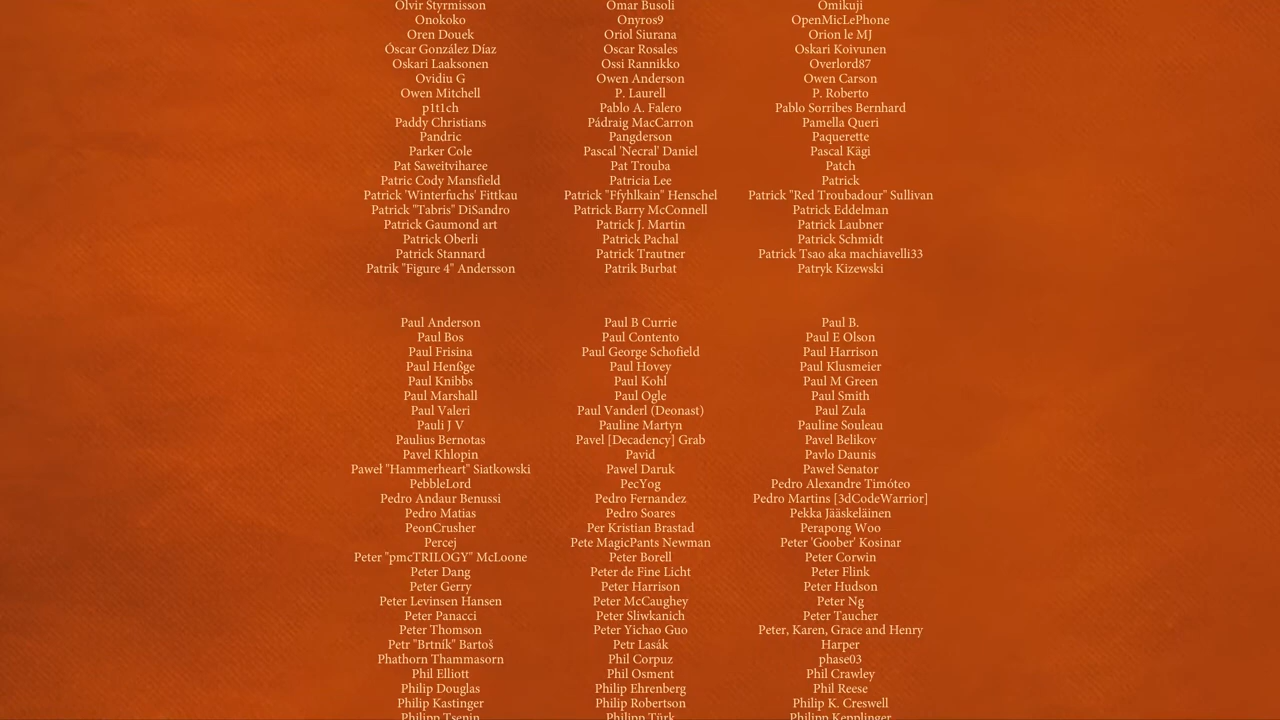 Olvir Styrmisson Omar Busoli Omikuji
Onokoko Onyros9 OpenMicLePhone
Oren Douek Oriol Siurana Orion le MJ
Óscar González Díaz Oscar Rosales Oskari Koivunen
Oskari Laaksonen Ossi Rannikko Overlord87
Ovidiu G Owen Anderson Owen Carson
Owen Mitchell P. Laurell P. Roberto
p1t1ch Pablo A. Falero Pablo Sorribes Bernhard
Paddy Christians Pádraig MacCarron Pamella Queri
Pandric Pangderson Paquerette
Parker Cole Pascal 'Necral' Daniel Pascal Kägi
Pat Saweitviharee Pat Trouba Patch
Patric Cody Mansfield Patricia Lee Patrick
Patrick 'Winterfuchs' Fittkau Patrick "Ffyhlkain" Henschel Patrick "Red Troubadour" Sullivan
Patrick "Tabris" DiSandro Patrick Barry McConnell Patrick Eddelman
Patrick Gaumond art Patrick J. Martin Patrick Laubner
Patrick Oberli Patrick Pachal Patrick Schmidt
Patrick Stannard Patrick Trautner Patrick Tsao aka machiavelli33
Patrik "Figure 4" Andersson Patrik Burbat Patryk Kizewski
Paul Anderson Paul B Currie Paul B.
Paul Bos Paul Contento Paul E Olson
Paul Frisina Paul George Schofield Paul Harrison
Paul Henßge Paul Hovey Paul Klusmeier
Paul Knibbs Paul Kohl Paul M Green
Paul Marshall Paul Ogle Paul Smith
Paul Valeri Paul Vanderl (Deonast) Paul Zula
Pauli J V Pauline Martyn Pauline Souleau
Paulius Bernotas Pavel [Decadency] Grab Pavel Belikov
Pavel Khlopin Pavid Pavlo Daunis
Paweł "Hammerheart" Siatkowski Pawel Daruk Paweł Senator
PebbleLord PecYog Pedro Alexandre Timóteo
Pedro Andaur Benussi Pedro Fernandez Pedro Martins [3dCodeWarrior]
Pedro Matias Pedro Soares Pekka Jääskeläinen
PeonCrusher Per Kristian Brastad Perapong Woo
Percej Pete MagicPants Newman Peter 'Goober' Kosinar
Peter "pmcTRILOGY" McLoone Peter Borell Peter Corwin
Peter Dang Peter de Fine Licht Peter Flink
Peter Gerry Peter Harrison Peter Hudson
Peter Levinsen Hansen Peter McCaughey Peter Ng
Peter Panacci Peter Sliwkanich Peter Taucher
Peter Thomson Peter Yichao Guo Peter, Karen, Grace and Henry
Petr "Brtník" Bartoš Petr Lasák Harper
Phathorn Thammasorn Phil Corpuz phase03
Phil Elliott Phil Osment Phil Crawley
Philip Douglas Philip Ehrenberg Phil Reese
Philip Kastinger Philip Robertson Philip K. Creswell
Philipp Tsenin Philipp Türk Philipp Kepplinger